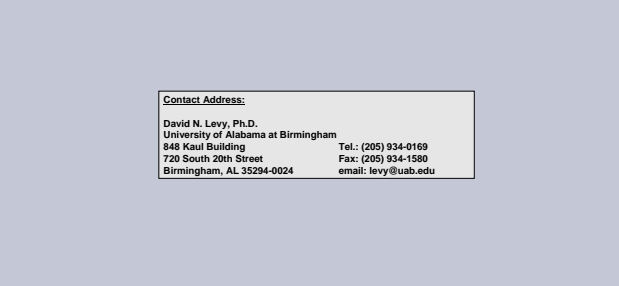 Contact Address:
David N. Levy, Ph.D.
University of Alabama at Birmingham
848 Kaul Building Tel.: (205) 934-0169
720 South 20th Street Fax: (205) 934-1580
Birmingham, AL 35294-0024 email: levy@uab.edu